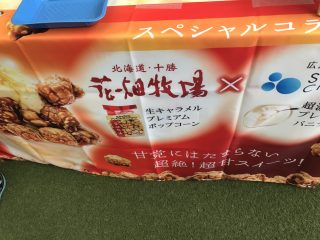 スペシャルコラ
北海道・十勝
花畑牧場 ×
生キャラメル
プレミアム
ポップコーン
甘党にはたまらない
超絶!超甘スイーツ!